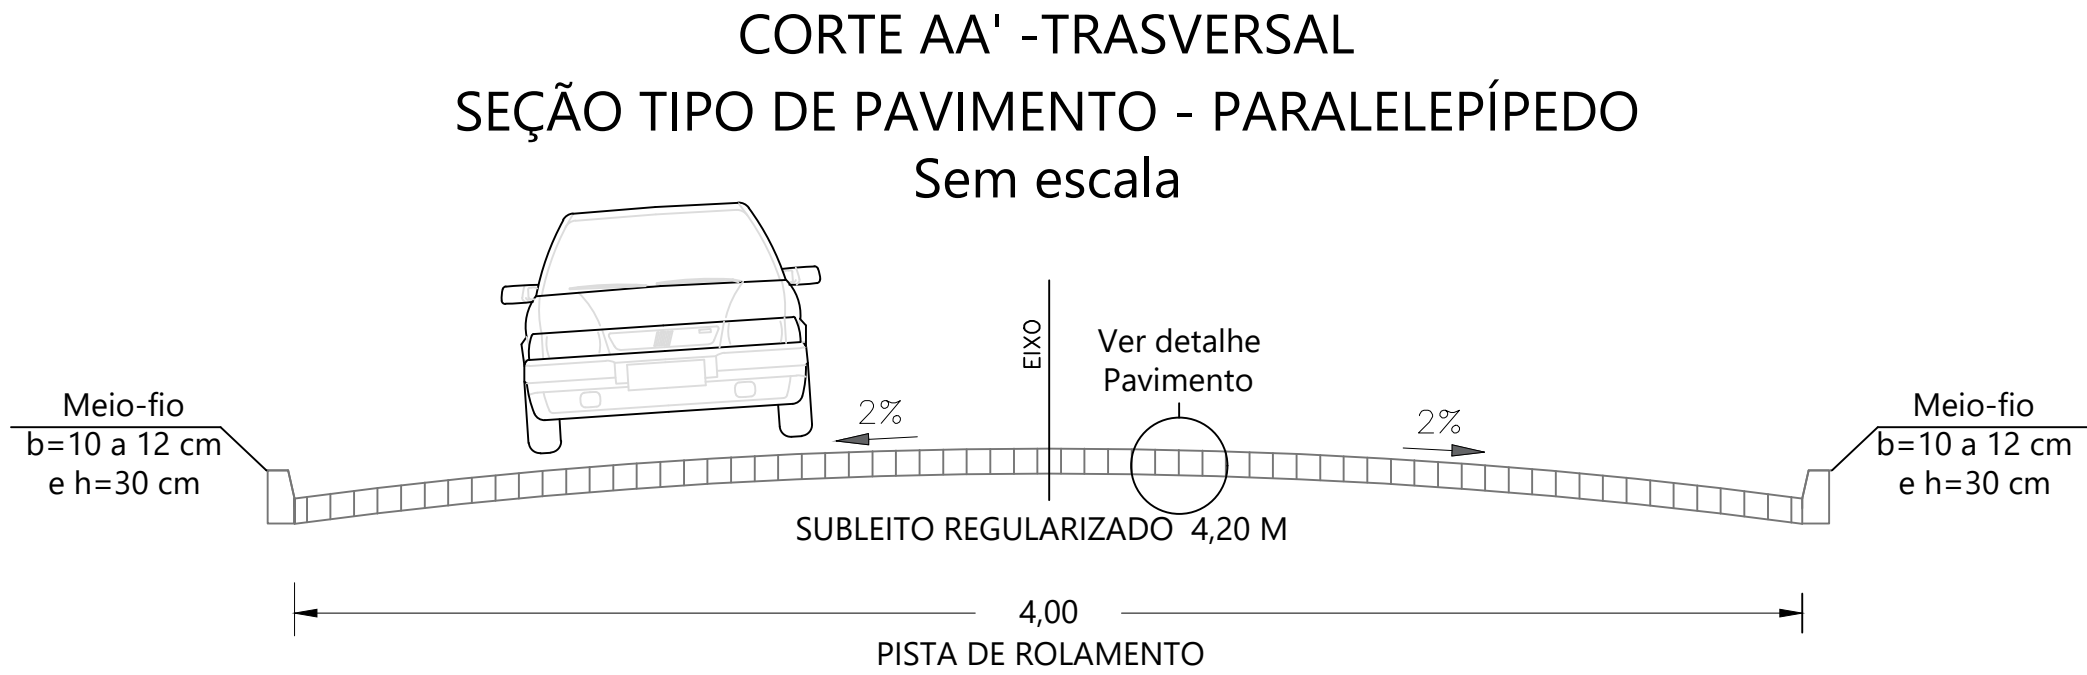 CORTE AA' -TRASVERSAL
SEÇÃO TIPO DE PAVIMENTO - PARALELEPÍPEDO
Sem escala
EIXO
Ver detalhe
Pavimento
2%
2%
Meio-fio
b=10 a 12 cm
e h=30 cm
Meio-fio
b=10 a 12 cm
e h=30 cm
SUBLEITO REGULARIZADO 4,20 M
4,00
PISTA DE ROLAMENTO